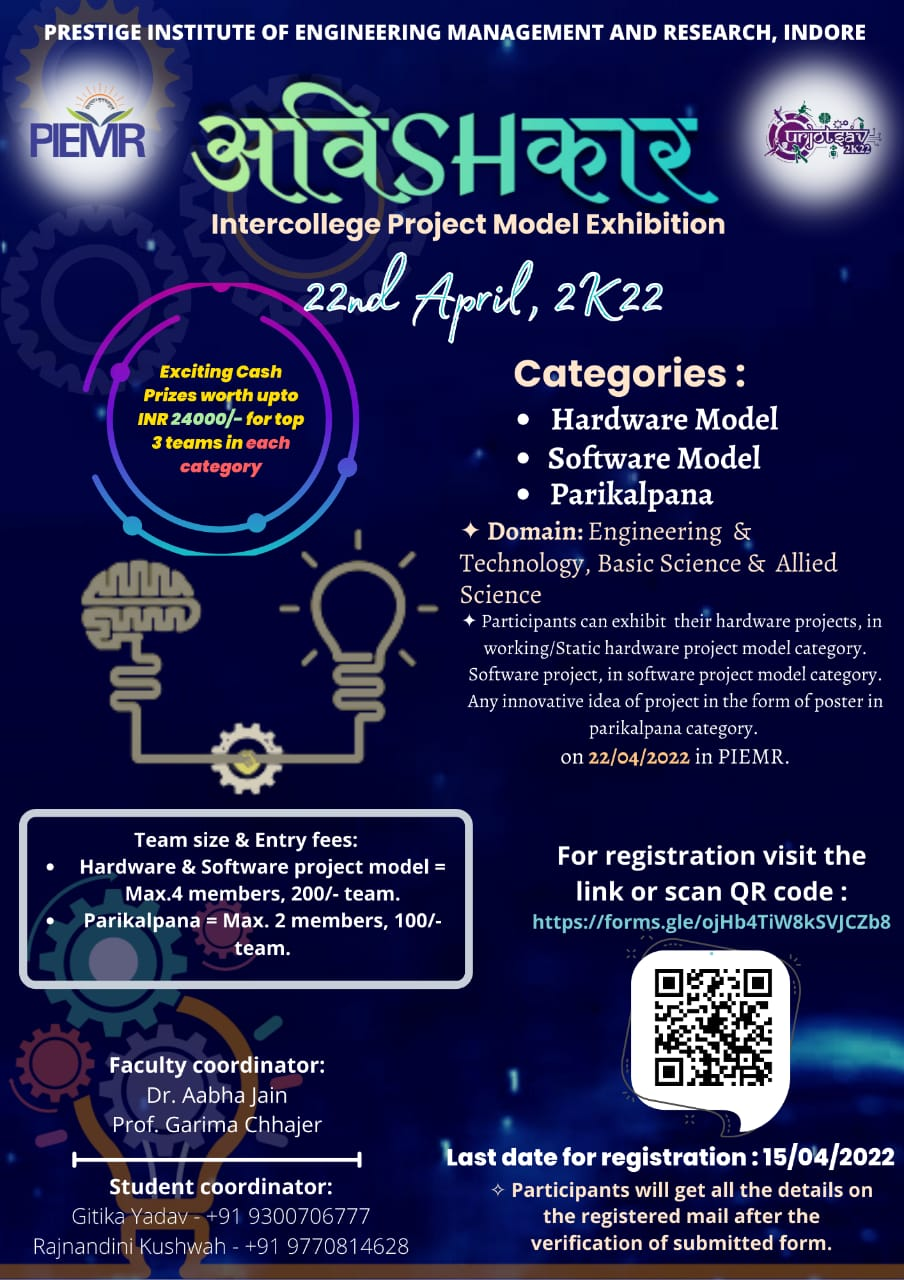 PRESTIGE INSTITUTE OF ENGINEERING MANAGEMENT AND RESEARCH, INDORE
PIEMR
Urjotsav
2K22
अविSHकार
Intercollege Project Model Exhibition
22nd April, 2K22
Exciting Cash
Prizes worth upto
INR 24000/- for top
3 teams in each
category
Categories :
• Hardware Model
• Software Model
• Parikalpana
✦ Domain: Engineering &
Technology, Basic Science & Allied
Science
✦ Participants can exhibit their hardware projects, in
working/Static hardware project model category.
Software project, in software project model category.
Any innovative idea of project in the form of poster in
parikalpana category.
on 22/04/2022 in PIEMR.
Team size & Entry fees:
• Hardware & Software project model =
Max.4 members, 200/- team.
• Parikalpana = Max. 2 members, 100/-
team.
For registration visit the
link or scan QR code :
https://forms.gle/ojHb4TiW8kSVJCZb8
Faculty coordinator:
Dr. Aabha Jain
Prof. Garima Chhajer
Student coordinator:
Gitika Yadav - +91 9300706777
Rajnandini Kushwah - +91 9770814628
Last date for registration : 15/04/2022
✧ Participants will get all the details on
the registered mail after the
verification of submitted form.